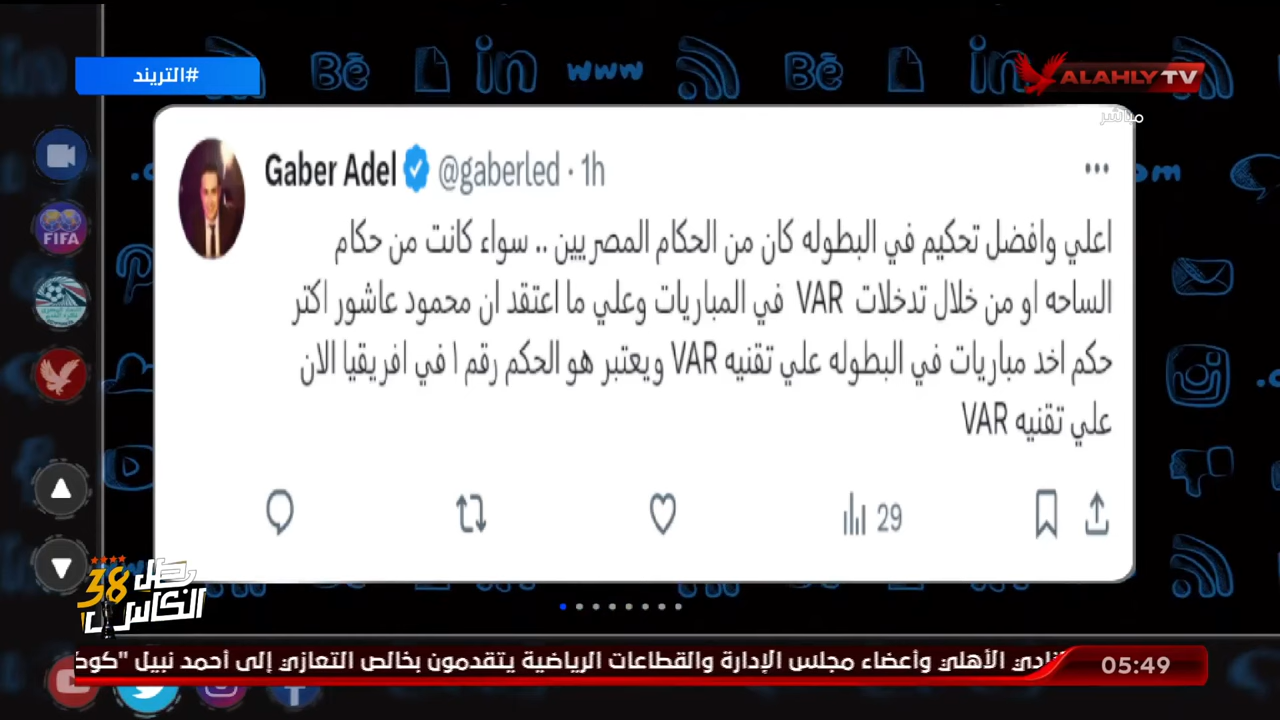 #التريند
ALAHLY TV
مباشر
Gaber Adel @gaberled · 1h
اعلي وافضل تحكيم في البطوله كان من الحكام المصريين .. سواء كانت من حكام
الساحه او من خلال تدخلات VAR في المباريات وعلي ما اعتقد ان محمود عاشور اكتر
حكم اخد مباريات في البطوله علي تقنيه VAR ويعتبر هو الحكم رقم ١ في افريقيا الان
علي تقنيه VAR
29
FIFA
38
الكاس
الأهلي وأعضاء مجلس الإدارة والقطاعات الرياضية يتقدمون بخالص التعازي إلى أحمد نبيل "كوكا
05:49